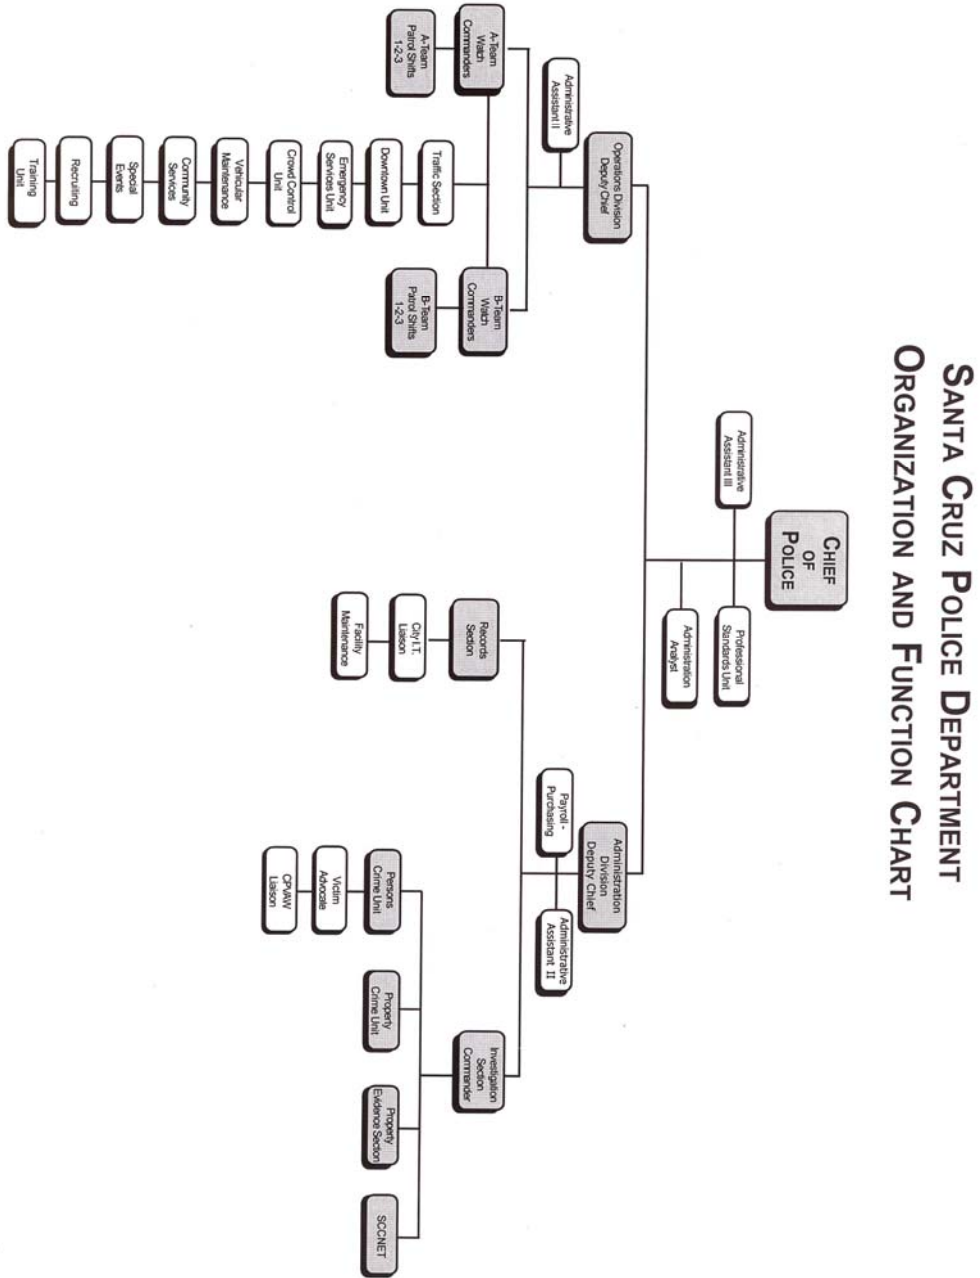 SANTA CRUZ POLICE DEPARTMENT
ORGANIZATION AND FUNCTION CHART
CHIEF
OF
POLICE
Administrative
Assistant III
Professional
Standards Unit
Administration
Analyst
Operations Division
Deputy Chief
Administrative
Assistant II
A-Team
Watch
Commanders
A-Team
Patrol Shifts
1-2-3
B-Team
Watch
Commanders
B-Team
Patrol Shifts
1-2-3
Traffic Section
Downtown Unit
Emergency
Services Unit
Crowd Control
Unit
Vehicular
Maintenance
Community
Services
Special
Events
Recruiting
Training
Unit
Administration
Division
Deputy Chief
Payroll -
Purchasing
Administrative
Assistant II
Records
Section
City I.T.
Liaison
Facility
Maintenance
Investigation
Section
Commander
Persons
Crime Unit
Victim
Advocate
CPVAW
Liaison
Property
Crime Unit
Property
Evidence Section
SCCNET